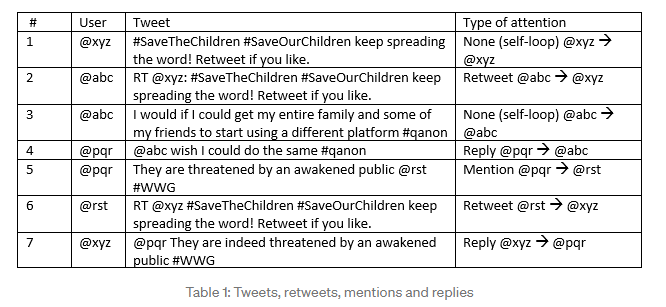 # User Tweet Type of attention
1 @xyz #SaveTheChildren #SaveOurChildren keep spreading None (self-loop) @xyz →
the word! Retweet if you like. @xyz
2 @abc RT @xyz: #SaveTheChildren #SaveOurChildren keep Retweet @abc → @xyz
spreading the word! Retweet if you like.
3 @abc I would if I could get my entire family and some of None (self-loop) @abc →
my friends to start using a different platform #qanon @abc
4 @pqr @abc wish I could do the same #qanon Reply @pqr → @abc
5 @pqr They are threatened by an awakened public @rst Mention @pqr → @rst
#WWG
6 @rst RT @xyz #SaveTheChildren #SaveOurChildren keep Retweet @rst → @xyz
spreading the word! Retweet if you like.
7 @xyz @pqr They are indeed threatened by an awakened Reply @xyz → @pqr
public #WWG
Table 1: Tweets, retweets, mentions and replies